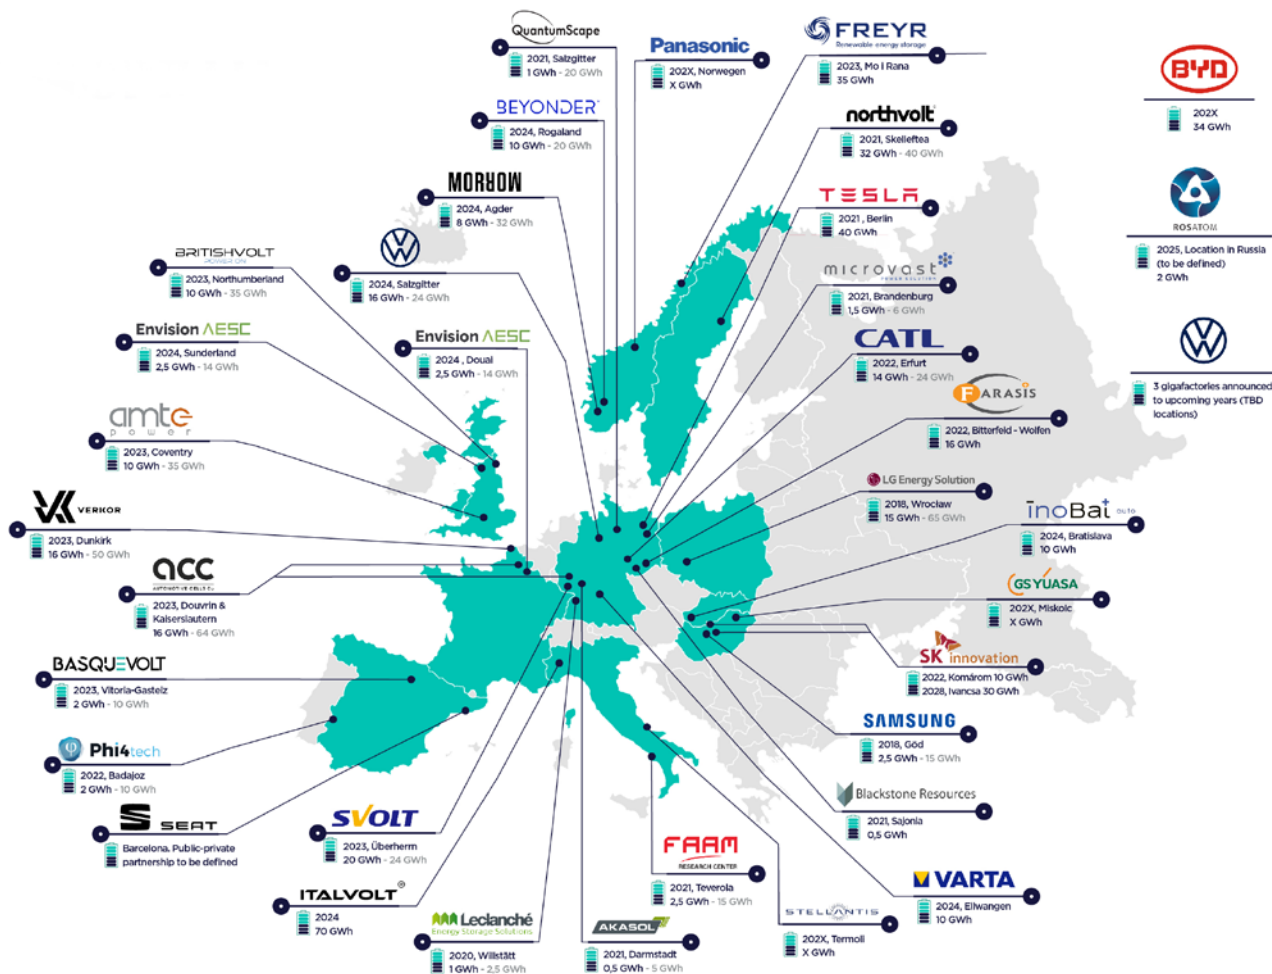 QuantumScape
2021, Salzgitter
1 GWh - 20 GWh
Panasonic
202X, Norwegen
X GWh
FREYR
Renewable energy storage
2023, Mo i Rana
35 GWh
BYD
202X
34 GWh
BEYONDER
2024, Rogaland
10 GWh - 20 GWh
northvolt
2021, Skelleftea
32 GWh - 40 GWh
MORROW
2024, Agder
8 GWh - 32 GWh
TESLA
2021, Berlin
40 GWh
ROSATOM
2025, Location in Russia
(to be defined)
2 GWh
BRITISHVOLT
POWER ON
2023, Northumberland
10 GWh - 35 GWh
VW
2024, Salzgitter
16 GWh - 24 GWh
microvast
POWER SOLUTION
2021, Brandenburg
1,5 GWh - 6 GWh
VW
3 gigafactories announced
to upcoming years (TBD
locations)
Envision AESC
2024, Sunderland
2,5 GWh - 14 GWh
Envision AESC
2024 , Douai
2,5 GWh - 14 GWh
CATL
2022, Erfurt
14 GWh - 24 GWh
FARASIS
2022, Bitterfeld - Wolfen
16 GWh
amte
power
2023, Coventry
10 GWh - 35 GWh
LG Energy Solution
2018, Wrocław
15 GWh - 65 GWh
VERKOR
2023, Dunkirk
16 GWh - 50 GWh
inoBat auto
2024, Bratislava
10 GWh
acc
AUTOMOTIVE CELLS Co
2023, Douvrin &
Kaiserslautern
16 GWh - 64 GWh
GS YUASA
202X, Miskolc
X GWh
BASQUEVOLT
2023, Vitoria-Gasteiz
2 GWh - 10 GWh
SK innovation
2022, Komárom 10 GWh
2028, Ivancsa 30 GWh
Phi4tech
2022, Badajoz
2 GWh - 10 GWh
SAMSUNG
2018, Göd
2,5 GWh - 15 GWh
SEAT
Barcelona. Public-private
partnership to be defined
SVOLT
2023, Überherrn
20 GWh - 24 GWh
Blackstone Resources
2021, Sajonia
0,5 GWh
FAAM
RESEARCH CENTER
2021, Teverola
2,5 GWh - 15 GWh
VARTA
2024, Ellwangen
10 GWh
ITALVOLT
2024
70 GWh
Leclanché
Energy Storage Solutions
2020, Willstätt
1 GWh - 2,5 GWh
AKASOL
2021, Darmstadt
0,5 GWh - 5 GWh
STELLANTIS
202X, Termoli
X GWh